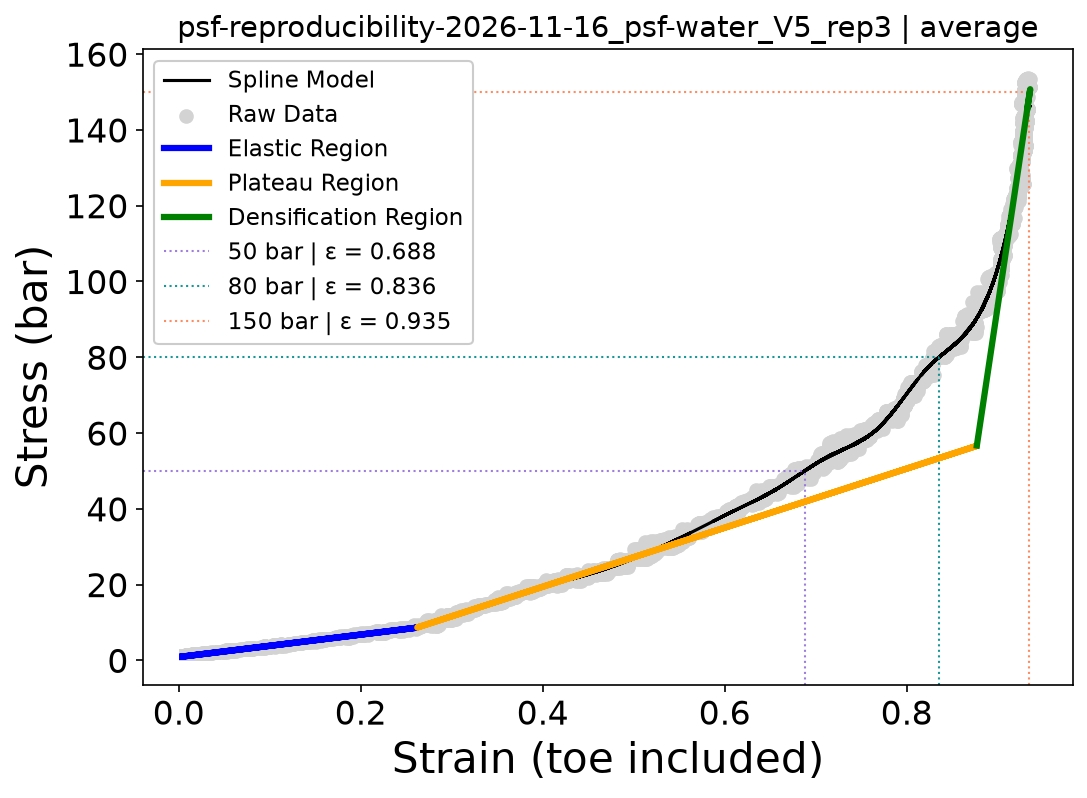 psf-reproducibility-2026-11-16_psf-water_V5_rep3 | average
Stress (bar)
160
140
120
100
80
60
40
20
0
Spline Model
Raw Data
Elastic Region
Plateau Region
Densification Region
50 bar | ε = 0.688
80 bar | ε = 0.836
150 bar | ε = 0.935
0.0 0.2 0.4 0.6 0.8
Strain (toe included)